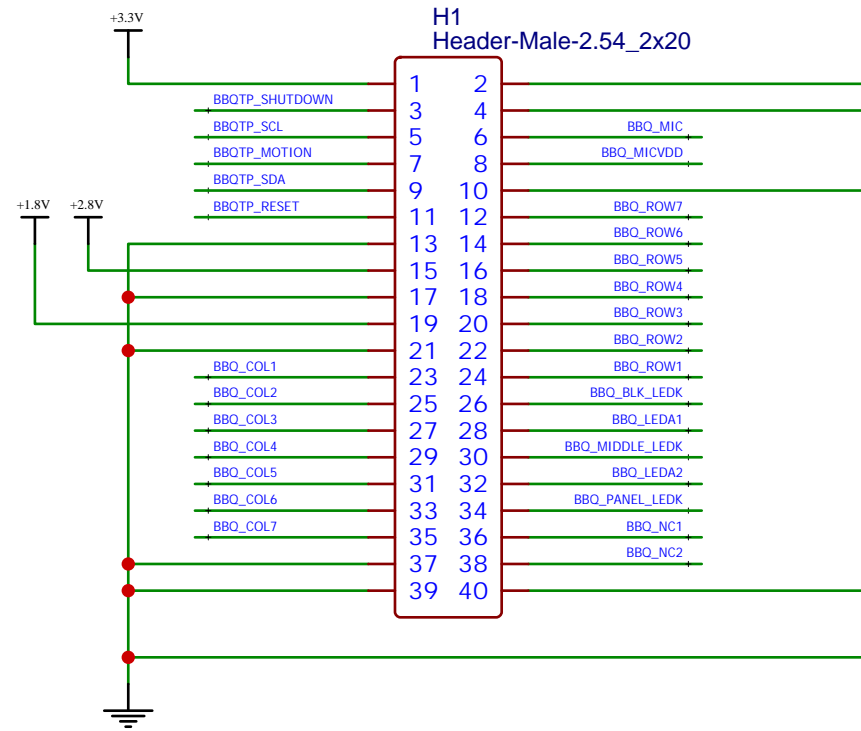 H1
Header-Male-2.54_2x20
+3.3V
1 2
BBQTP_SHUTDOWN
3 4
BBQTP_SCL
5 6
BBQ_MIC
BBQTP_MOTION
7 8
BBQ_MICVDD
BBQTP_SDA
9 10
+1.8V
+2.8V
BBQTP_RESET
11 12
BBQ_ROW7
13 14
BBQ_ROW6
15 16
BBQ_ROW5
17 18
BBQ_ROW4
19 20
BBQ_ROW3
21 22
BBQ_ROW2
BBQ_COL1
23 24
BBQ_ROW1
BBQ_COL2
25 26
BBQ_BLK_LEDK
BBQ_COL3
27 28
BBQ_LEDA1
BBQ_COL4
29 30
BBQ_MIDDLE_LEDK
BBQ_COL5
31 32
BBQ_LEDA2
BBQ_COL6
33 34
BBQ_PANEL_LEDK
BBQ_COL7
35 36
BBQ_NC1
37 38
BBQ_NC2
39 40